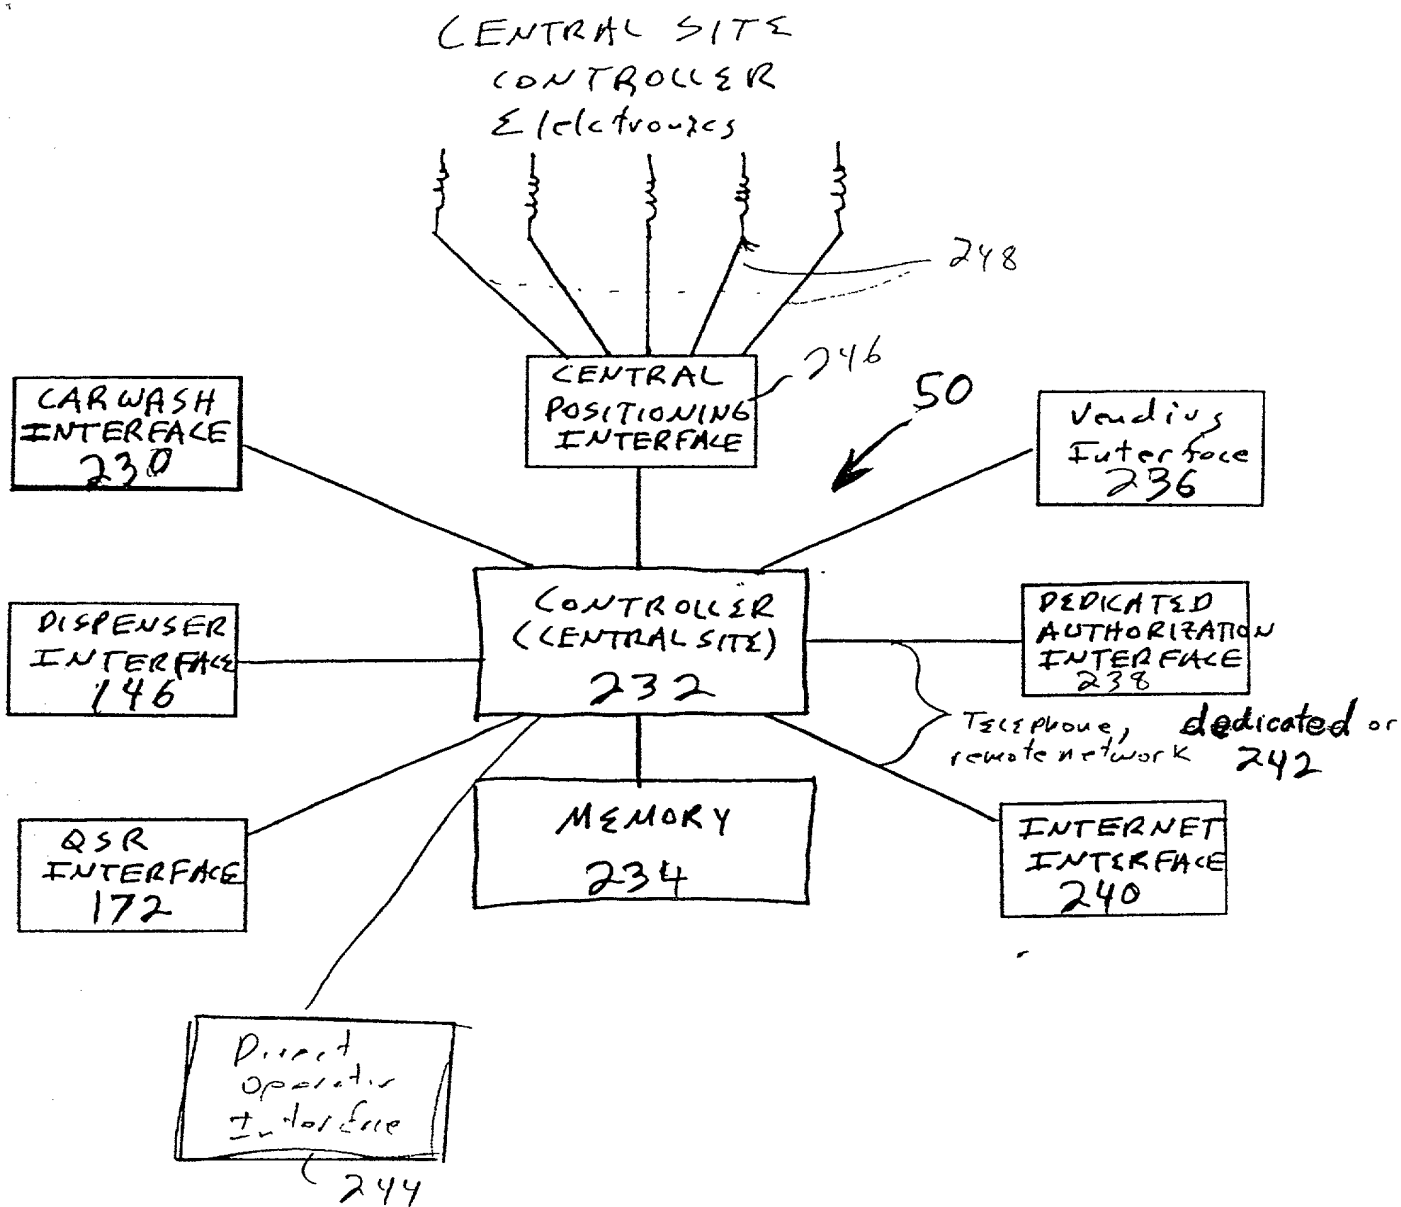 CENTRAL SITE
CONTROLLER
Electronics
248
246
CENTRAL
POSITIONING
INTERFACE
50
CARWASH
INTERFACE
230
Vending
Interface
236
CONTROLLER
(CENTRAL SITE)
232
DISPENSER
INTERFACE
146
DEDICATED
AUTHORIZATION
INTERFACE
238
Telephone, dedicated or
remote network 242
MEMORY
234
QSR
INTERFACE
172
INTERNET
INTERFACE
240
Direct
Operator
Interface
244